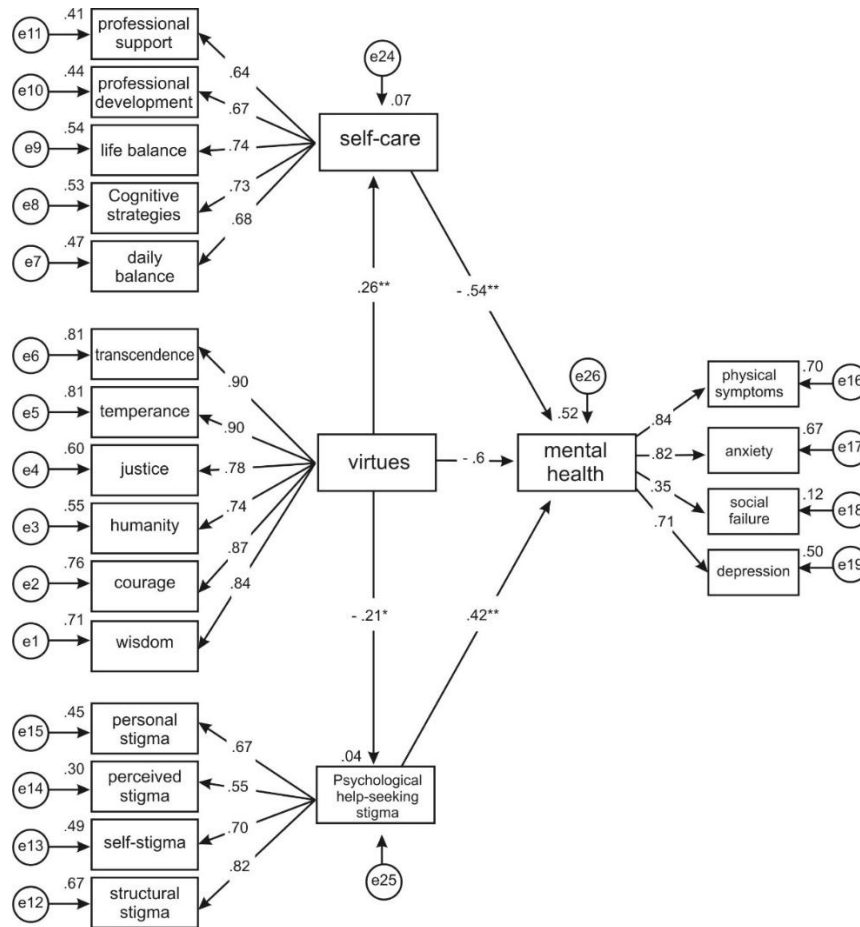 e11
.41
professional
support
.64
e10
.44
professional
development
.67
e9
.54
life balance
.74
e8
.53
Cognitive
strategies
.73
e7
.47
daily
balance
.68
e24
.07
self-care
.26**
- .54**
e6
.81
transcendence
.90
e5
.81
temperance
.90
e4
.60
justice
.78
e3
.55
humanity
.74
e2
.76
courage
.87
e1
.71
wisdom
.84
virtues
- .6
e26
.52
mental
health
.84
physical
symptoms
.70
e16
.82
anxiety
.67
e17
.35
social
failure
.12
e18
.71
depression
.50
e19
- .21*
.42**
e15
.45
personal
stigma
.67
e14
.30
perceived
stigma
.55
e13
.49
self-stigma
.70
e12
.67
structural
stigma
.82
.04
Psychological
help-seeking
stigma
e25